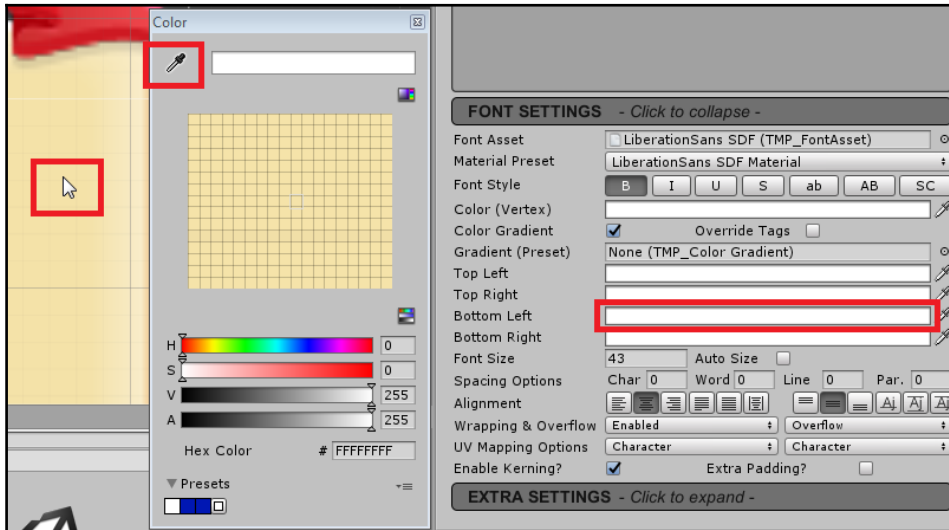 Color
H 0
S 0
V 255
A 255
Hex Color # FFFFFFFF
Presets
FONT SETTINGS - Click to collapse -
Font Asset LiberationSans SDF (TMP_FontAsset)
Material Preset LiberationSans SDF Material
Font Style B I U S ab AB SC
Color (Vertex)
Color Gradient Override Tags
Gradient (Preset) None (TMP_Color Gradient)
Top Left
Top Right
Bottom Left
Bottom Right
Font Size 43 Auto Size
Spacing Options Char 0 Word 0 Line 0 Par. 0
Alignment
Wrapping & Overflow Enabled Overflow
UV Mapping Options Character Character
Enable Kerning? Extra Padding?
EXTRA SETTINGS - Click to expand -